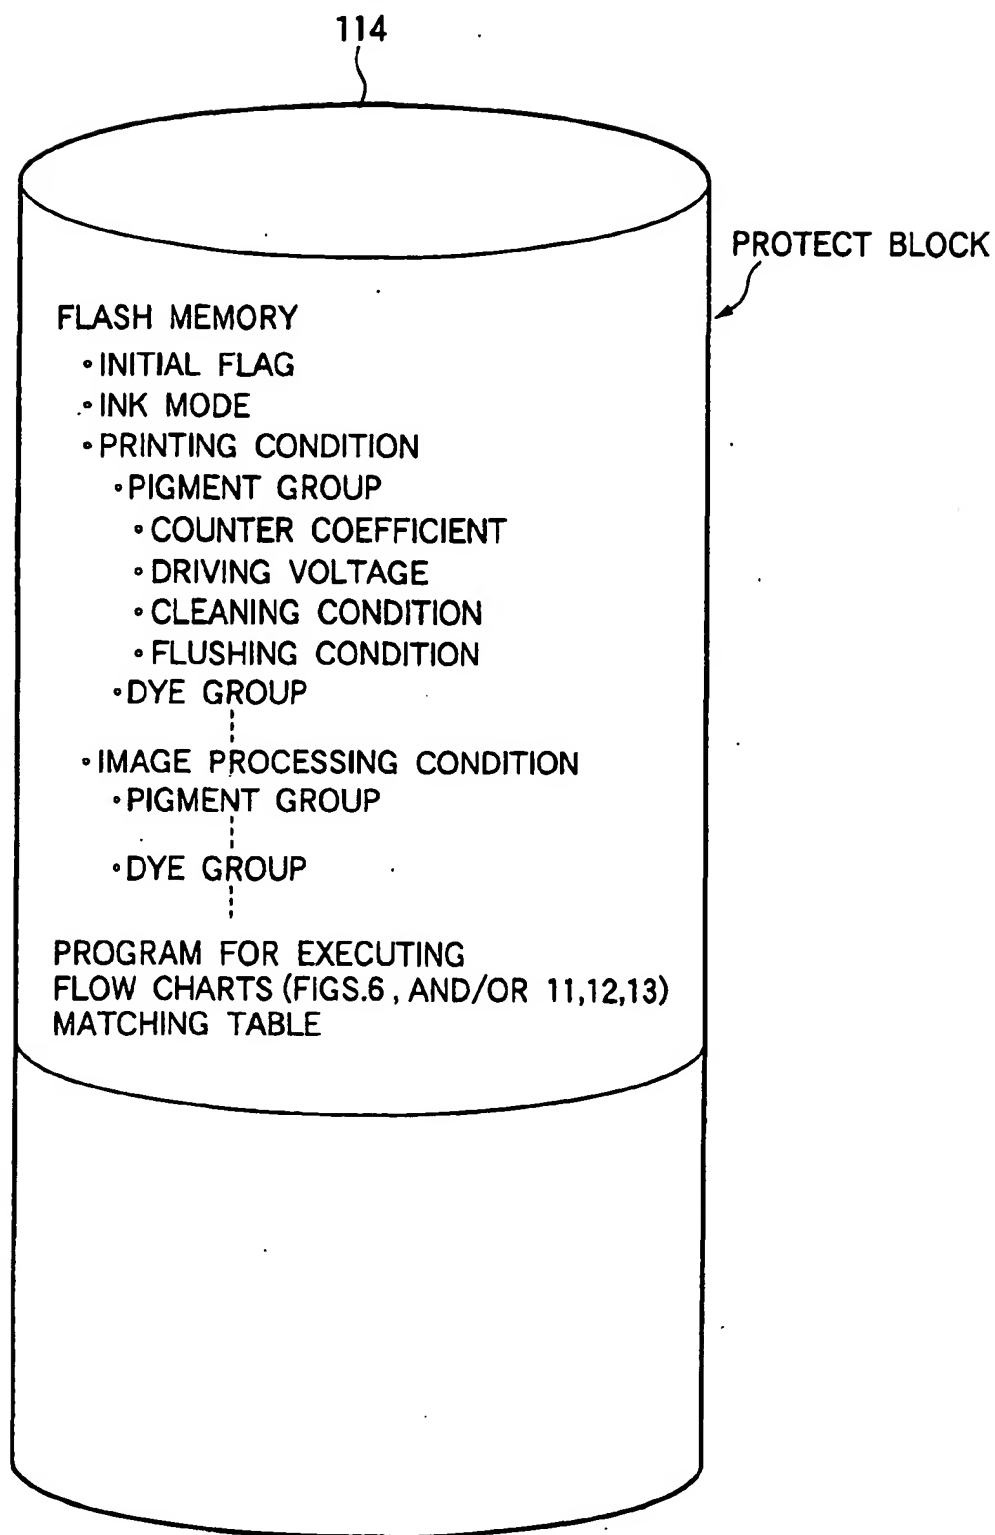 114
PROTECT BLOCK
FLASH MEMORY
∘INITIAL FLAG
∘INK MODE
∘PRINTING CONDITION
∘PIGMENT GROUP
∘COUNTER COEFFICIENT
∘DRIVING VOLTAGE
∘CLEANING CONDITION
∘FLUSHING CONDITION
∘DYE GROUP
∘IMAGE PROCESSING CONDITION
∘PIGMENT GROUP
∘DYE GROUP
PROGRAM FOR EXECUTING
FLOW CHARTS (FIGS.6, AND/OR 11,12,13)
MATCHING TABLE